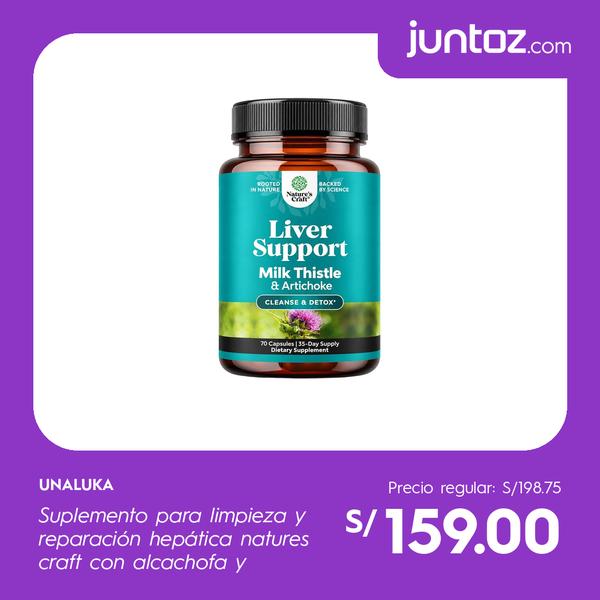 juntoz.com
ROOTED
IN NATURE
Nature's
Craft
BACKED
BY SCIENCE
Liver
Support
Milk Thistle
& Artichoke
CLEANSE & DETOX*
70 Capsules | 35-Day Supply
Dietary Supplement
UNALUKA
Suplemento para limpieza y
reparación hepática natures
craft con alcachofa y
Precio regular: S/198.75
S/159.00